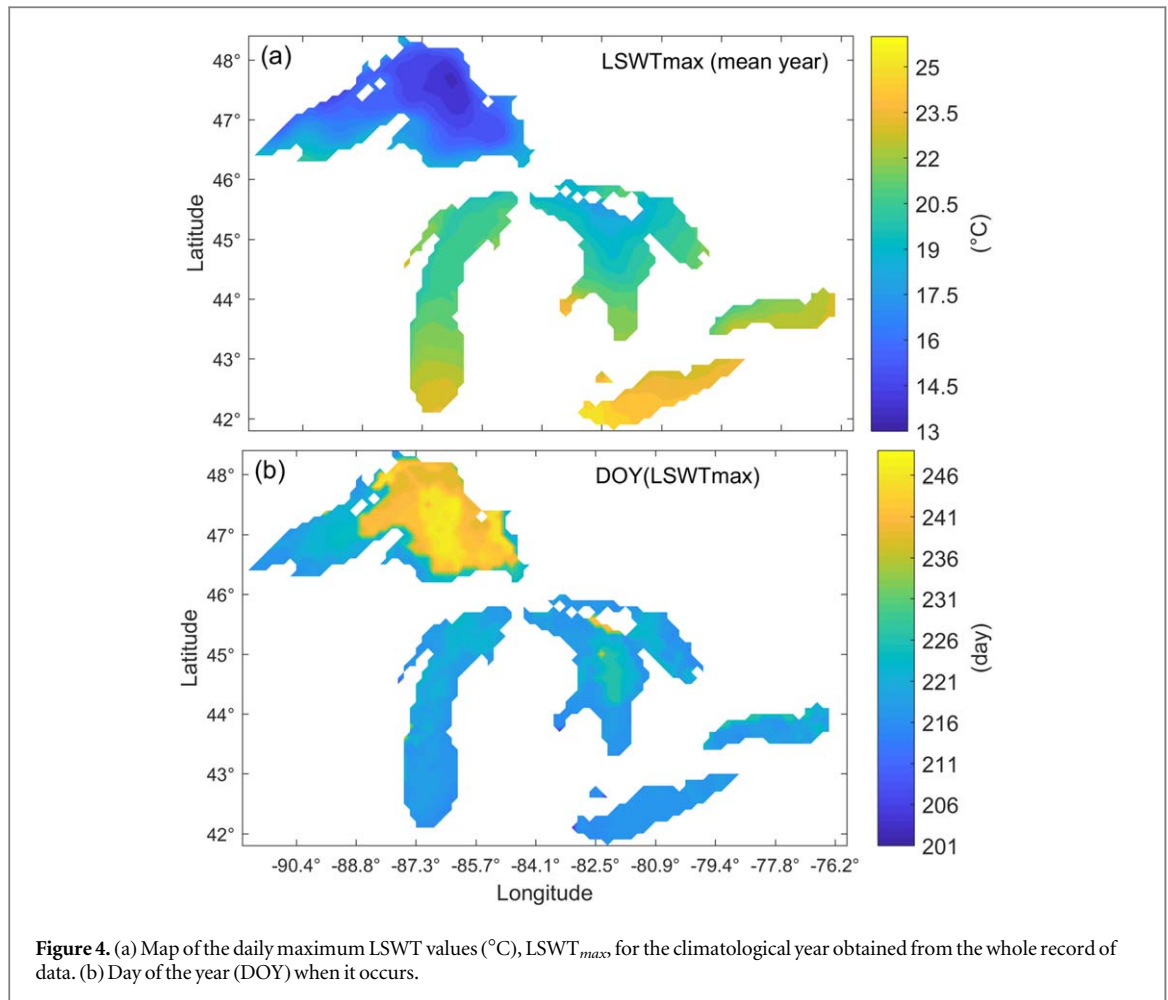 (a)
LSWTmax (mean year)
48°
47°
46°
45°
44°
43°
42°
Latitude
25
23.5
22
20.5
19
17.5
16
14.5
13
(°C)
(b)
DOY(LSWTmax)
48°
47°
46°
45°
44°
43°
42°
Latitude
246
241
236
231
226
221
216
211
206
201
(day)
-90.4° -88.8° -87.3° -85.7° -84.1° -82.5° -80.9° -79.4° -77.8° -76.2°
Longitude
Figure 4. (a) Map of the daily maximum LSWT values (°C), LSWTmax, for the climatological year obtained from the whole record of
data. (b) Day of the year (DOY) when it occurs.